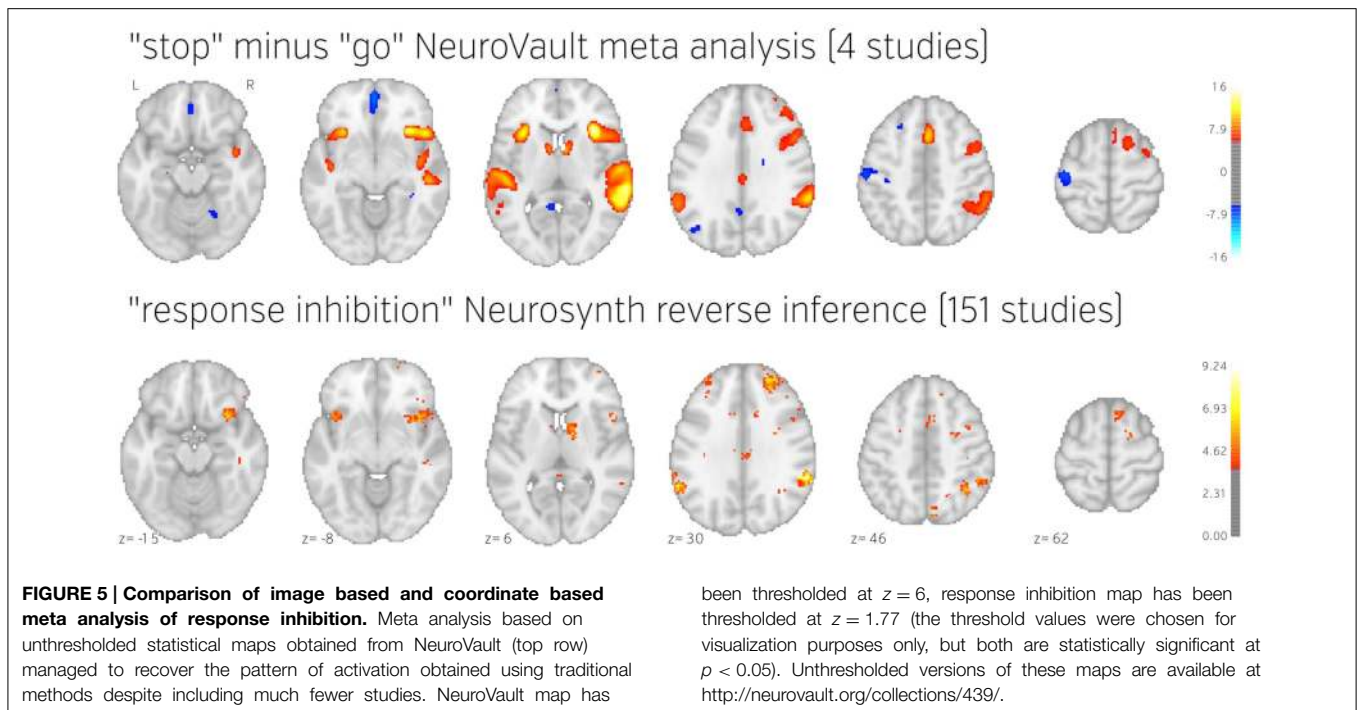 "stop" minus "go" NeuroVault meta analysis (4 studies)
L R
16
7.9
0
-7.9
-16
"response inhibition" Neurosynth reverse inference (151 studies)
9.24
6.93
4.62
2.31
0.00
z= -15 z= -8 z= 6 z= 30 z= 46 z= 62
FIGURE 5 | Comparison of image based and coordinate based
meta analysis of response inhibition. Meta analysis based on
unthresholded statistical maps obtained from NeuroVault (top row)
managed to recover the pattern of activation obtained using traditional
methods despite including much fewer studies. NeuroVault map has
been thresholded at z = 6, response inhibition map has been
thresholded at z = 1.77 (the threshold values were chosen for
visualization purposes only, but both are statistically significant at
p < 0.05). Unthresholded versions of these maps are available at
http://neurovault.org/collections/439/.